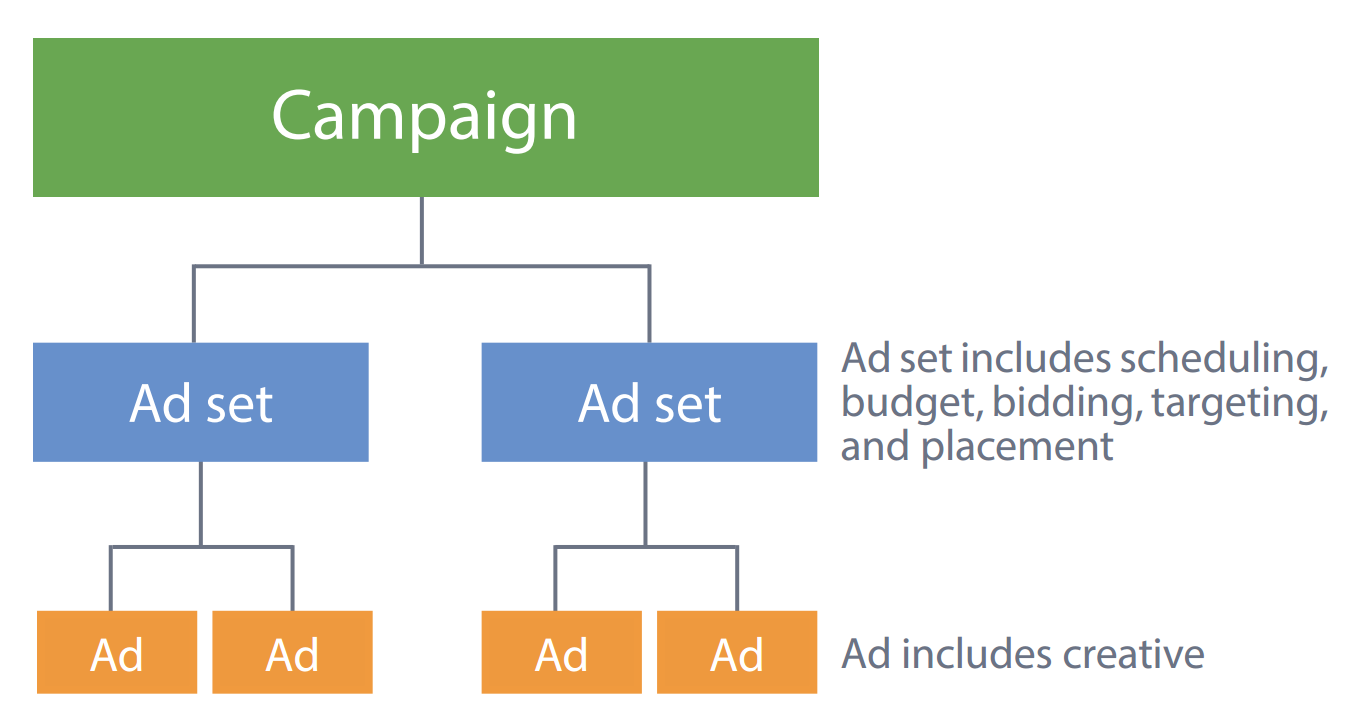 Campaign
Ad set
Ad set
Ad set includes scheduling,
budget, bidding, targeting,
and placement
Ad
Ad
Ad
Ad
Ad includes creative